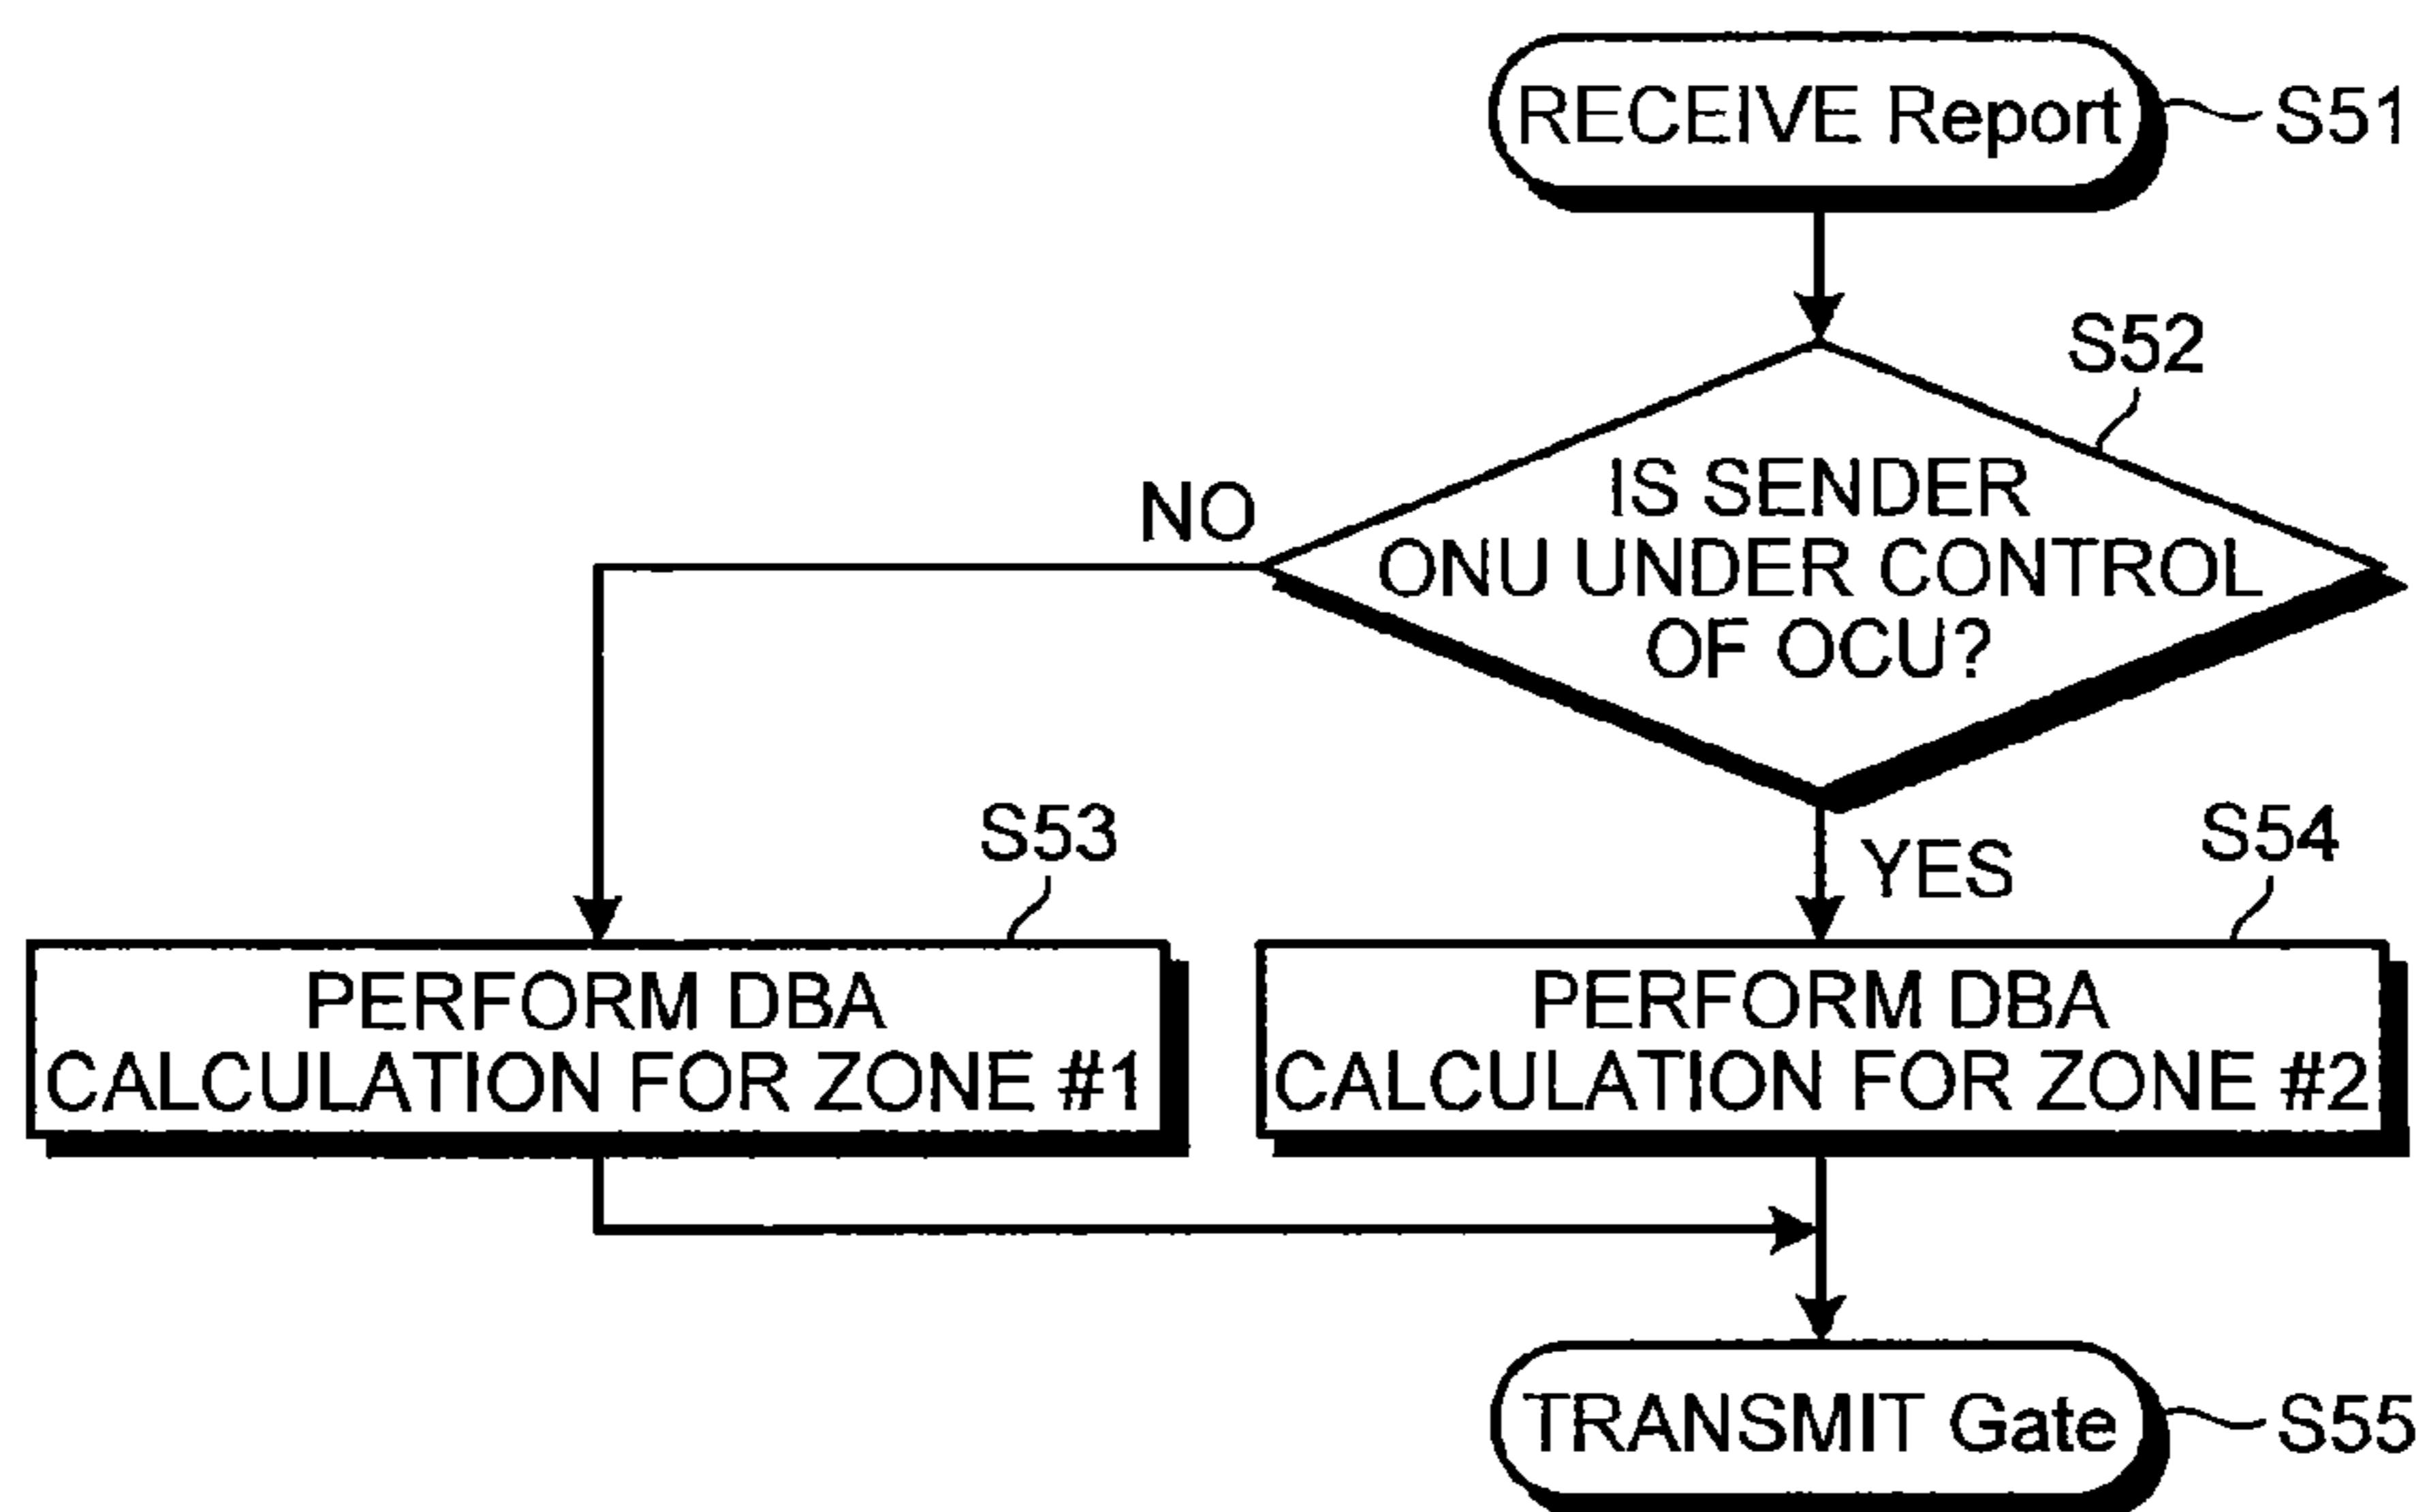 RECEIVE Report
S51
S52
IS SENDER
ONU UNDER CONTROL
OF OCU?
NO
YES
S53
PERFORM DBA
CALCULATION FOR ZONE #1
S54
PERFORM DBA
CALCULATION FOR ZONE #2
TRANSMIT Gate
S55